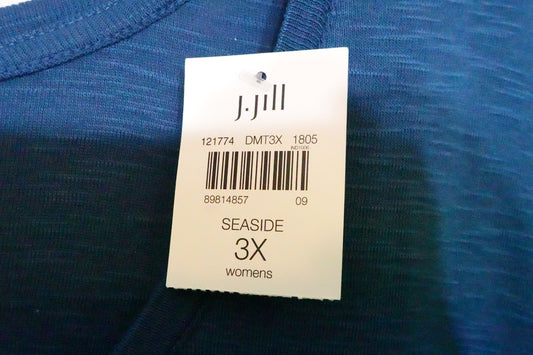 J.Jill
121774 DMT3X 1805
89814857 09
SEASIDE
3X
womens